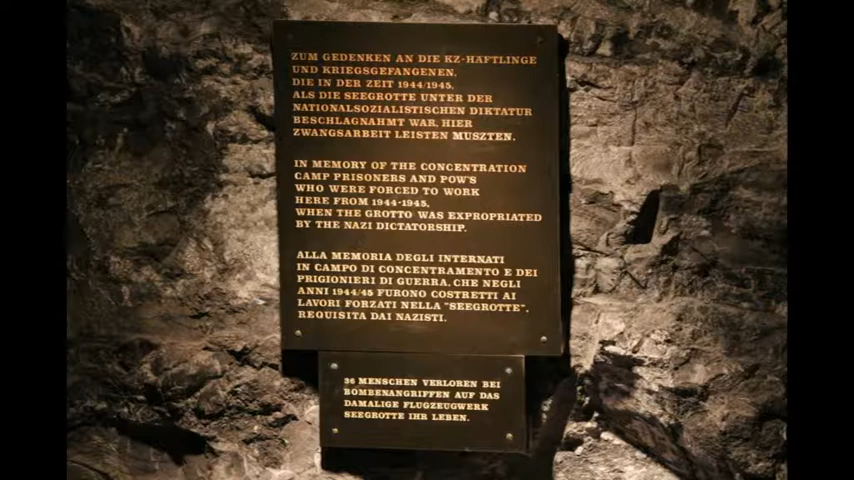 ZUM GEDENKEN AN DIE KZ-HÄFTLINGE
UND KRIEGSGEFANGENEN.
DIE IN DER ZEIT 1944/1945.
ALS DIE SEEGROTTE UNTER DER
NATIONALSOZIALISTISCHEN DIKTATUR
BESCHLAGNAHMT WAR, HIER
ZWANGSARBEIT LEISTEN MUSZTEN.
IN MEMORY OF THE CONCENTRATION
CAMP PRISONERS AND POW'S
WHO WERE FORCED TO WORK
HERE FROM 1944-1945,
WHEN THE GROTTO WAS EXPROPRIATED
BY THE NAZI DICTATORSHIP.
ALLA MEMORIA DEGLI INTERNATI
IN CAMPO DI CONCENTRAMENTO E DEI
PRIGIONIERI DI GUERRA, CHE NEGLI
ANNI 1944/45 FURONO COSTRETTI AI
LAVORI FORZATI NELLA "SEEGROTTE",
REQUISITA DAI NAZISTI.
36 MENSCHEN VERLOREN BEI
BOMBENANGRIFFEN AUF DAS
DAMALIGE FLUGZEUGWERK
SEEGROTTE IHR LEBEN.